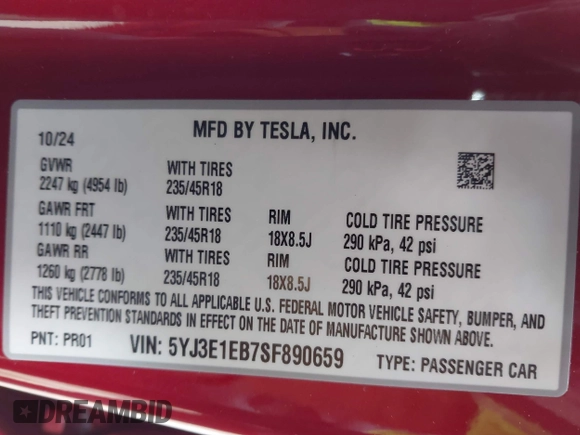 10/24 MFD BY TESLA, INC.
GVWR WITH TIRES
2247 kg (4954 lb) 235/45R18
GAWR FRT WITH TIRES RIM COLD TIRE PRESSURE
1110 kg (2447 lb) 235/45R18 18X8.5J 290 kPa, 42 psi
GAWR RR WITH TIRES RIM COLD TIRE PRESSURE
1260 kg (2778 lb) 235/45R18 18X8.5J 290 kPa, 42 psi
THIS VEHICLE CONFORMS TO ALL APPLICABLE U.S. FEDERAL MOTOR VEHICLE SAFETY, BUMPER, AND
THEFT PREVENTION STANDARDS IN EFFECT ON THE DATE OF MANUFACTURE SHOWN ABOVE.
PNT: PR01 VIN: 5YJ3E1EB7SF890659 TYPE: PASSENGER CAR
DREAMBID